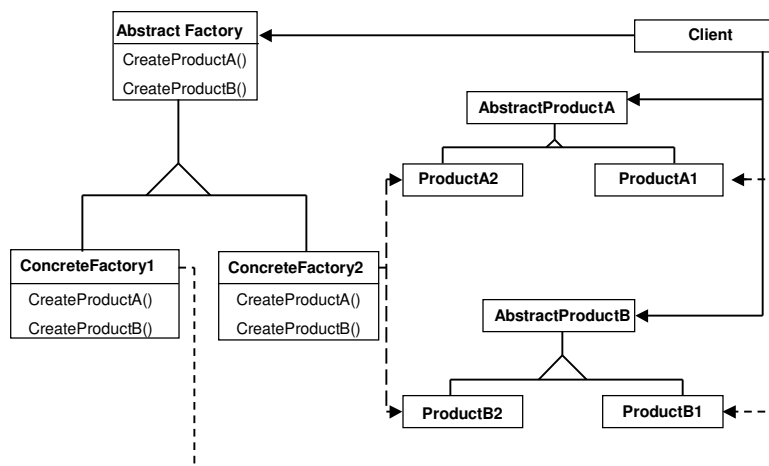 Abstract Factory
CreateProductA()
CreateProductB()
Client
AbstractProductA
ProductA2
ProductA1
ConcreteFactory1
CreateProductA()
CreateProductB()
ConcreteFactory2
CreateProductA()
CreateProductB()
AbstractProductB
ProductB2
ProductB1